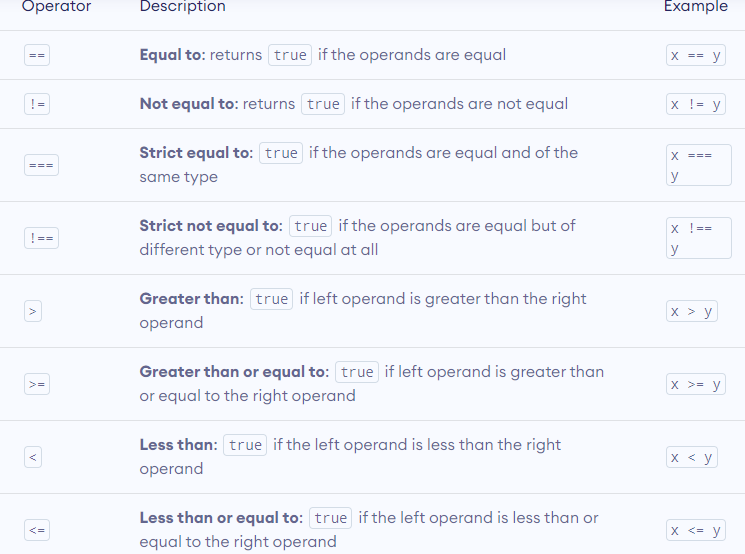 Operator Description Example
== Equal to: returns true if the operands are equal x == y
!= Not equal to: returns true if the operands are not equal x != y
=== Strict equal to: true if the operands are equal and of the same type x === y
!== Strict not equal to: true if the operands are equal but of different type or not equal at all x !== y
> Greater than: true if left operand is greater than the right operand x > y
>= Greater than or equal to: true if left operand is greater than or equal to the right operand x >= y
< Less than: true if the left operand is less than the right operand x < y
<= Less than or equal to: true if the left operand is less than or equal to the right operand x <= y